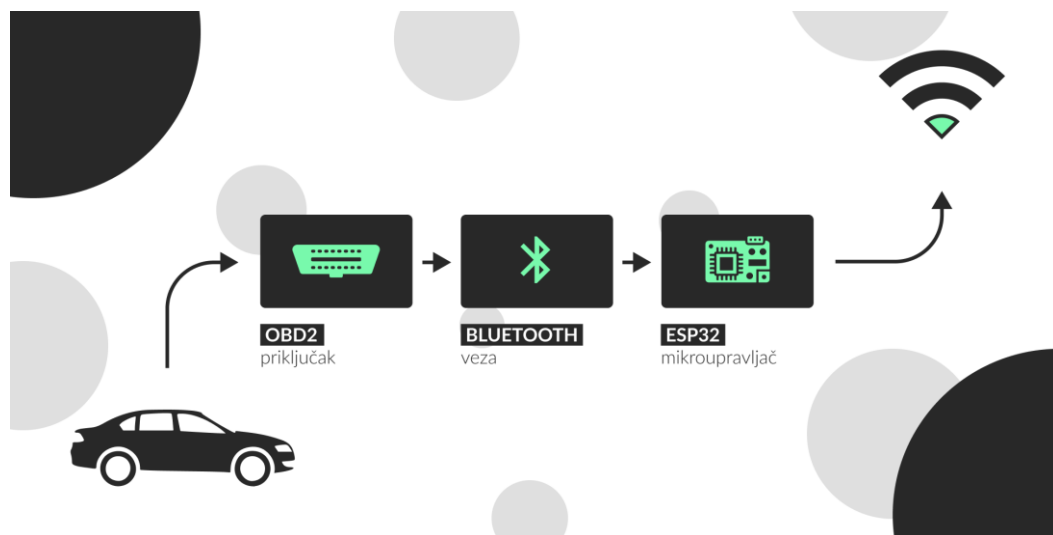 OBD2
priključak
BLUETOOTH
veza
ESP32
mikroupravljač